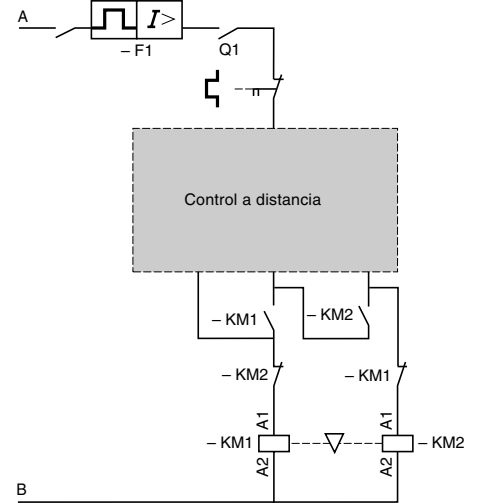 A
I >
– F1
Q1
Control a distancia
– KM1
– KM2
– KM2
– KM1
A1
A1
– KM1
– KM2
A2
A2
B